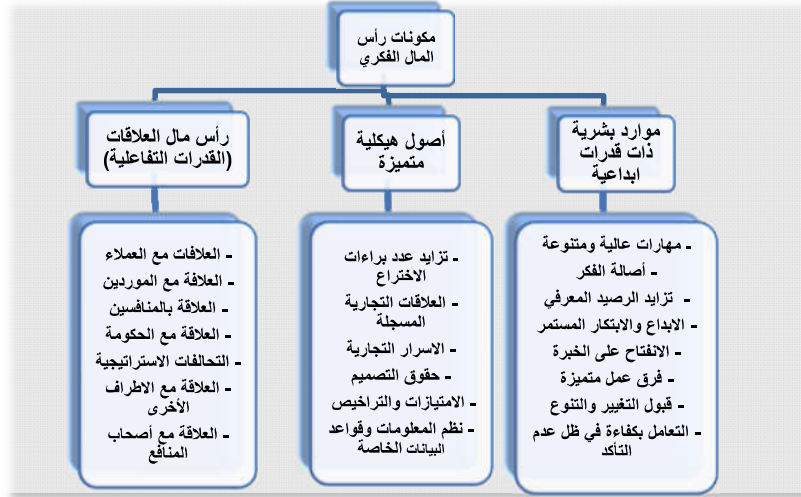 مكونات رأس
المال الفكري
موارد بشرية
ذات قدرات
ابداعية
- مهارات عالية ومتنوعة
- أصالة الفكر
- تزايد الرصيد المعرفي
- الابداع والابتكار المستمر
- الانفتاح على الخبرة
- فرق عمل متميزة
- قبول التغيير والتنوع
- التعامل بكفاءة في ظل عدم
التأكد
أصول هيكلية
متميزة
- تزايد عدد براءات
الاختراع
- العلاقات التجارية
المسجلة
- الاسرار التجارية
- حقوق التصميم
- الامتيازات والتراخيص
- نظم المعلومات وقواعد
البيانات الخاصة
رأس مال العلاقات
(القدرات التفاعلية)
- العلاقات مع العملاء
- العلاقة مع الموردين
- العلاقة بالمنافسين
- العلاقة مع الحكومة
- التحالفات الاستراتيجية
- العلاقة مع الاطراف
الأخرى
- العلاقة مع أصحاب
المنافع